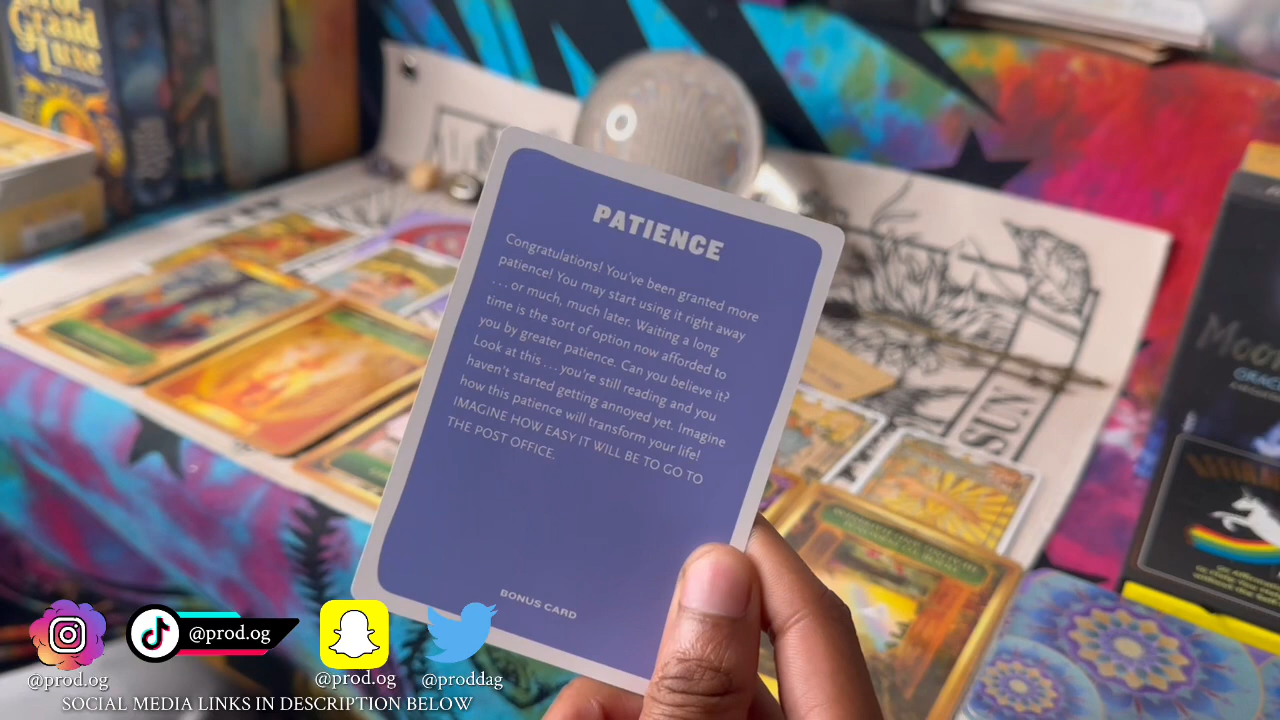 Grand
Luxe
PATIENCE
Congratulations! You've been granted more
patience! You may start using it right away
. . . or much, much later. Waiting a long
time is the sort of option now afforded to
you by greater patience. Can you believe it?
Look at this . . . you're still reading and you
haven't started getting annoyed yet. Imagine
how this patience will transform your life!
IMAGINE HOW EASY IT WILL BE TO GO TO
THE POST OFFICE.
BONUS CARD
SUN
@prod.og
@prod.og
@prod.og
@proddag
SOCIAL MEDIA LINKS IN DESCRIPTION BELOW